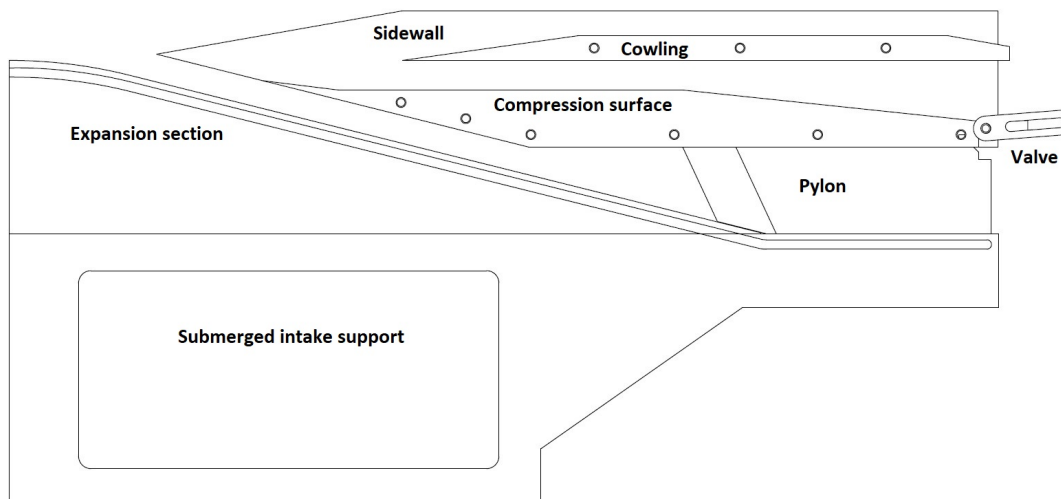 Sidewall
Cowling
Compression surface
Expansion section
Valve
Pylon
Submerged intake support